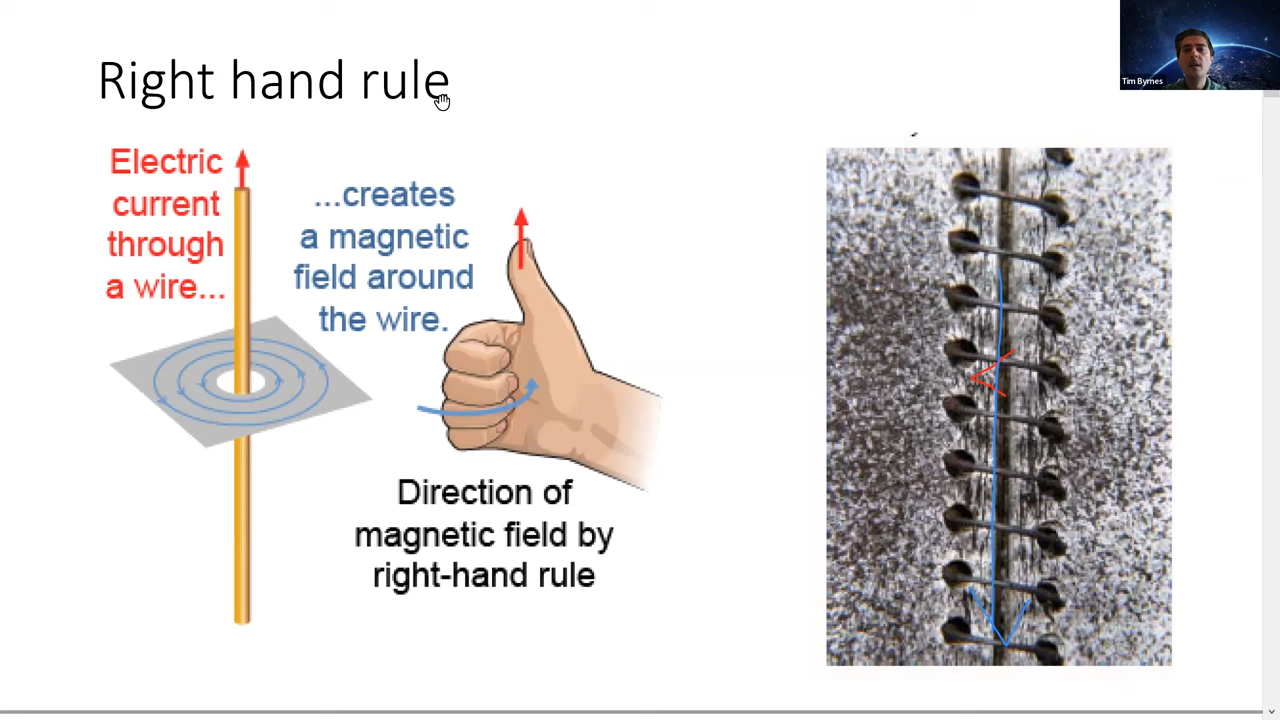 Right hand rule
Tim Byrnes
Electric
current
through
a wire...
...creates
a magnetic
field around
the wire.
Direction of
magnetic field by
right-hand rule